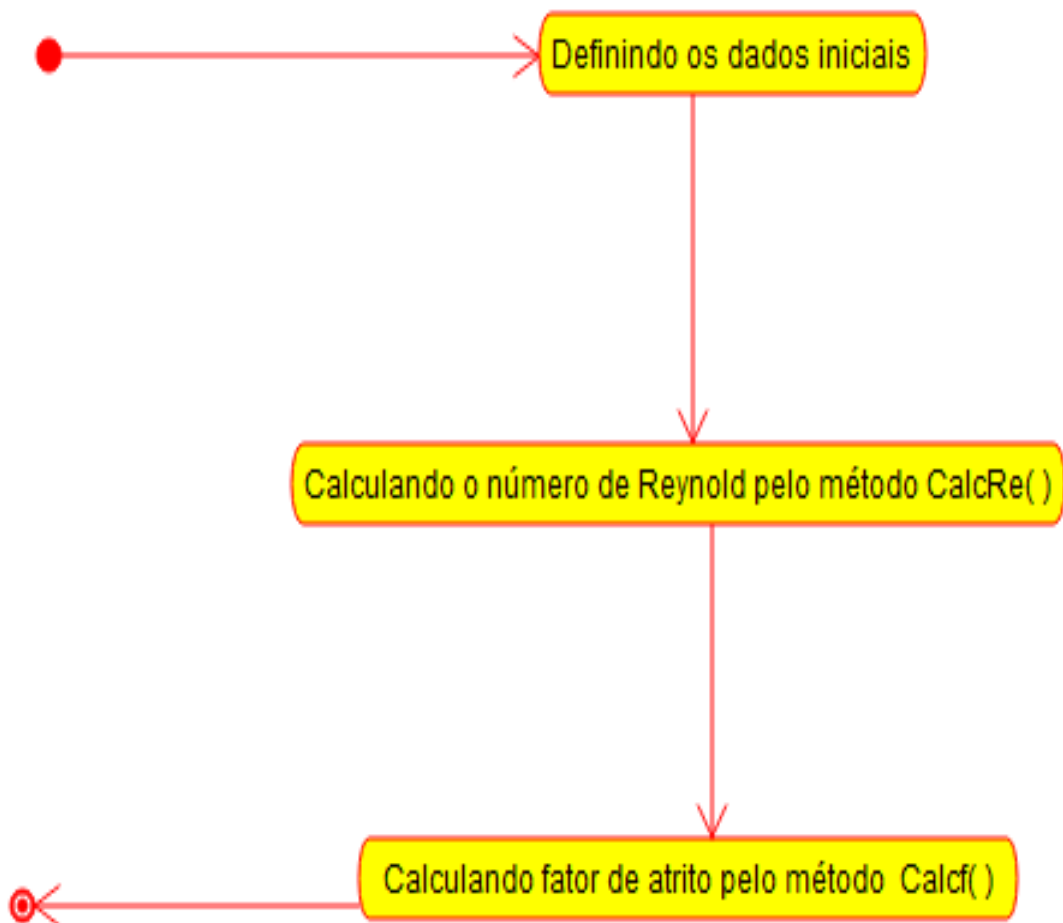 Definindo os dados iniciais
Calculando o número de Reynold pelo método CalcRe( )
Calculando fator de atrito pelo método Calcf( )